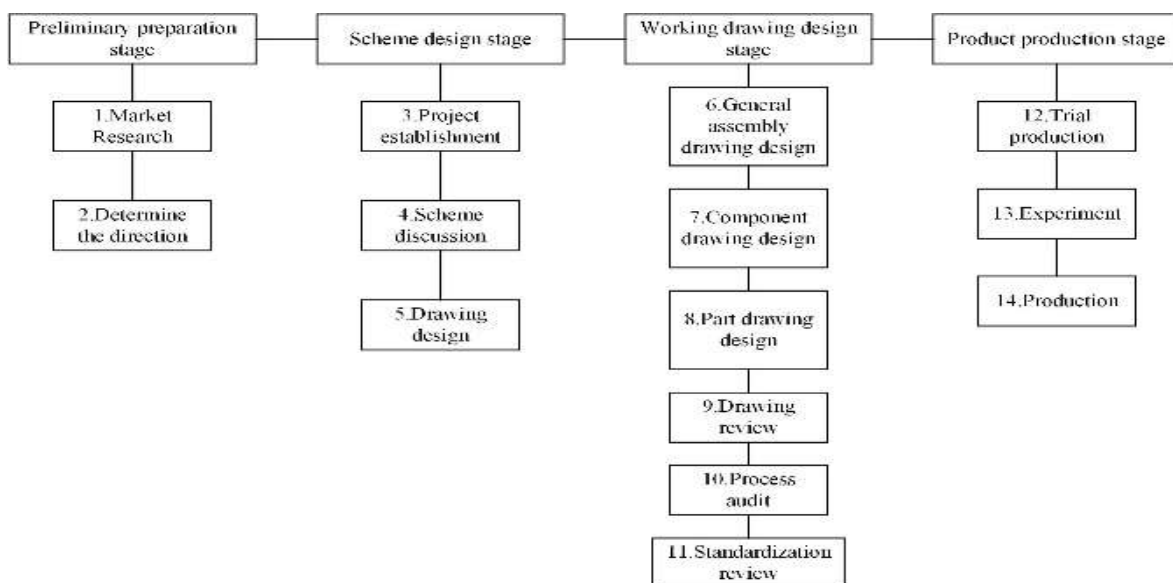 Preliminary preparation
stage
1.Market
Research
2.Determine
the direction
Scheme design stage
3.Project
establishment
4.Scheme
discussion
5.Drawing
design
Working drawing design
stage
6.General
assembly
drawing design
7.Component
drawing design
8.Part drawing
design
9.Drawing
review
10.Process
audit
11.Standardization
review
Product production stage
12.Trial
production
13.Experiment
14.Production